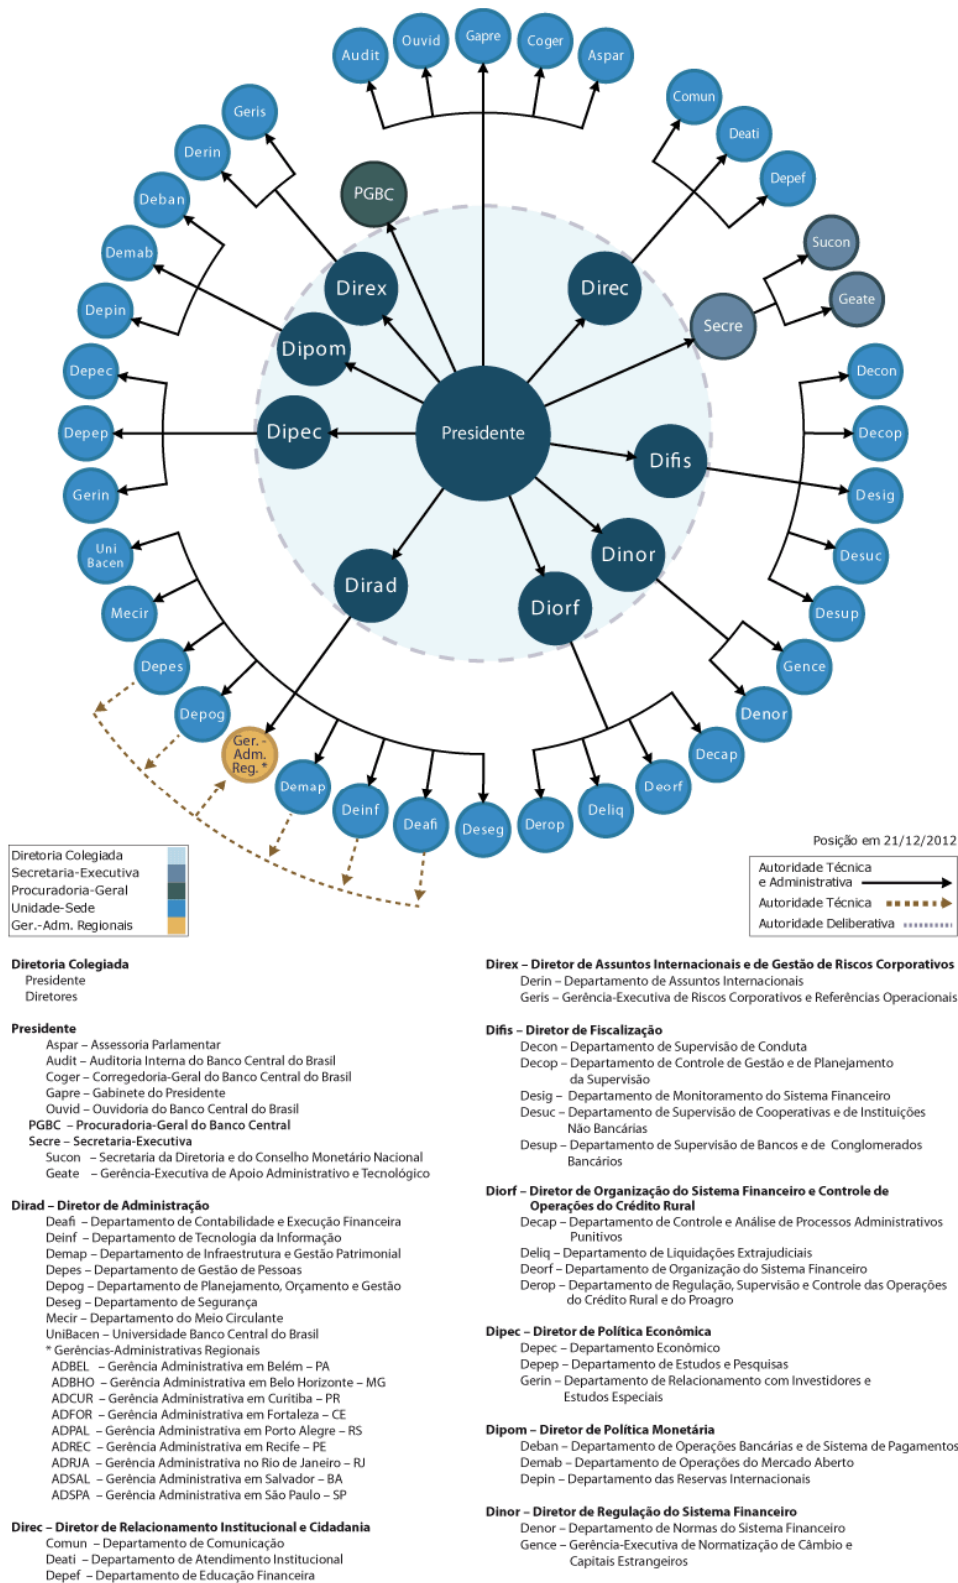 Gapre
Ouvid
Coger
Audit
Aspar
Comun
Geris
Deati
Derin
Depef
PGBC
Deban
Sucon
Demab
Direx
Direc
Geate
Depin
Secre
Dipom
Depec
Decon
Depep
Dipec
Presidente
Decop
Difis
Gerin
Desig
Uni
Bacen
Dinor
Desuc
Dirad
Diorf
Mecir
Desup
Depes
Gence
Depog
Denor
Ger. -
Adm.
Reg. *
Decap
Demap
Deorf
Deinf
Deliq
Deafi
Deseg
Derop
Posição em 21/12/2012
Diretoria Colegiada
Secretaria-Executiva
Procuradoria-Geral
Unidade-Sede
Ger.-Adm. Regionais
Autoridade Técnica
e Administrativa
Autoridade Técnica
Autoridade Deliberativa
Diretoria Colegiada
Presidente
Diretores
Presidente
Aspar – Assessoria Parlamentar
Audit – Auditoria Interna do Banco Central do Brasil
Coger – Corregedoria-Geral do Banco Central do Brasil
Gapre – Gabinete do Presidente
Ouvid – Ouvidoria do Banco Central do Brasil
PGBC – Procuradoria-Geral do Banco Central
Secre – Secretaria-Executiva
Sucon – Secretaria da Diretoria e do Conselho Monetário Nacional
Geate – Gerência-Executiva de Apoio Administrativo e Tecnológico
Dirad – Diretor de Administração
Deafi – Departamento de Contabilidade e Execução Financeira
Deinf – Departamento de Tecnologia da Informação
Demap – Departamento de Infraestrutura e Gestão Patrimonial
Depes – Departamento de Gestão de Pessoas
Depog – Departamento de Planejamento, Orçamento e Gestão
Deseg – Departamento de Segurança
Mecir – Departamento do Meio Circulante
UniBacen – Universidade Banco Central do Brasil
* Gerências-Administrativas Regionais
ADBEL – Gerência Administrativa em Belém – PA
ADBHO – Gerência Administrativa em Belo Horizonte – MG
ADCUR – Gerência Administrativa em Curitiba – PR
ADFOR – Gerência Administrativa em Fortaleza – CE
ADPAL – Gerência Administrativa em Porto Alegre – RS
ADREC – Gerência Administrativa em Recife – PE
ADRJA – Gerência Administrativa no Rio de Janeiro – RJ
ADSAL – Gerência Administrativa em Salvador – BA
ADSPA – Gerência Administrativa em São Paulo – SP
Direc – Diretor de Relacionamento Institucional e Cidadania
Comun – Departamento de Comunicação
Deati – Departamento de Atendimento Institucional
Depef – Departamento de Educação Financeira
Direx – Diretor de Assuntos Internacionais e de Gestão de Riscos Corporativos
Derin – Departamento de Assuntos Internacionais
Geris – Gerência-Executiva de Riscos Corporativos e Referências Operacionais
Difis – Diretor de Fiscalização
Decon – Departamento de Supervisão de Conduta
Decop – Departamento de Controle de Gestão e de Planejamento
da Supervisão
Desig – Departamento de Monitoramento do Sistema Financeiro
Desuc – Departamento de Supervisão de Cooperativas e de Instituições
Não Bancárias
Desup – Departamento de Supervisão de Bancos e de Conglomerados
Bancários
Diorf – Diretor de Organização do Sistema Financeiro e Controle de
Operações do Crédito Rural
Decap – Departamento de Controle e Análise de Processos Administrativos
Punitivos
Deliq – Departamento de Liquidações Extrajudiciais
Deorf – Departamento de Organização do Sistema Financeiro
Derop – Departamento de Regulação, Supervisão e Controle das Operações
do Crédito Rural e do Proagro
Dipec – Diretor de Política Econômica
Depec – Departamento Econômico
Depep – Departamento de Estudos e Pesquisas
Gerin – Departamento de Relacionamento com Investidores e
Estudos Especiais
Dipom – Diretor de Política Monetária
Deban – Departamento de Operações Bancárias e de Sistema de Pagamentos
Demab – Departamento de Operações do Mercado Aberto
Depin – Departamento das Reservas Internacionais
Dinor – Diretor de Regulação do Sistema Financeiro
Denor – Departamento de Normas do Sistema Financeiro
Gence – Gerência-Executiva de Normatização de Câmbio e
Capitais Estrangeiros